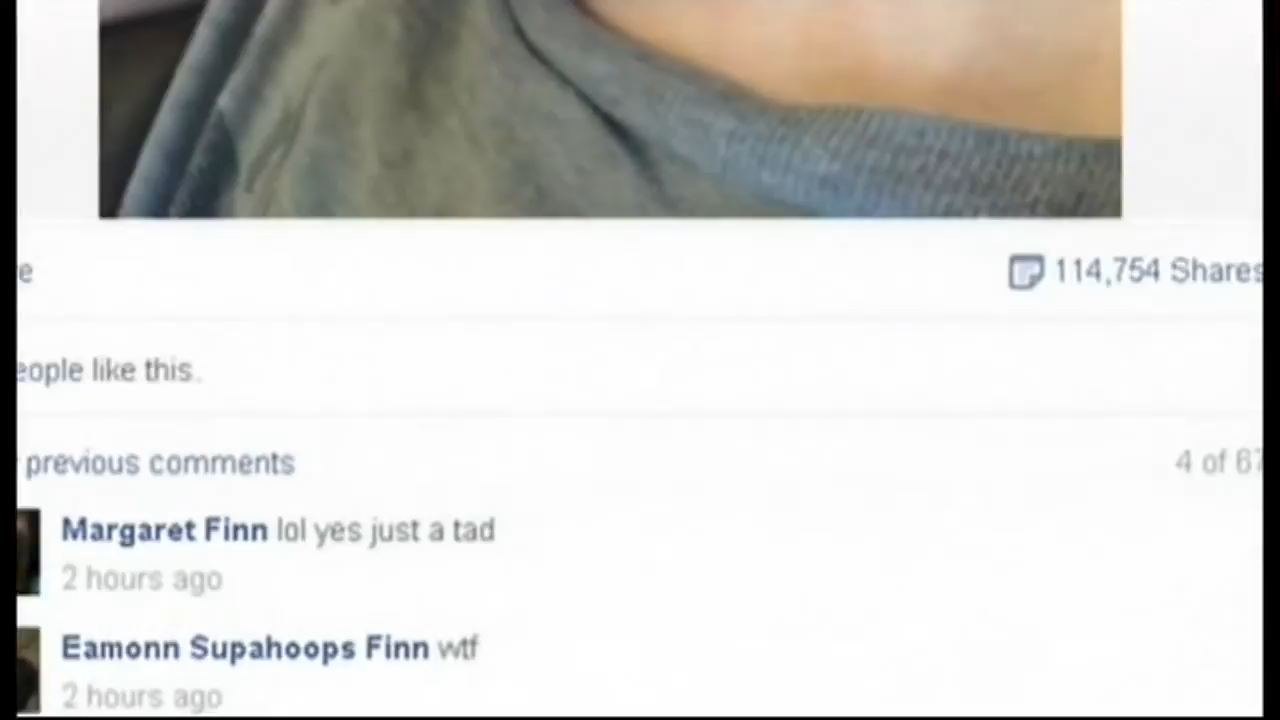 e
114,754 Shares
eople like this.
previous comments
4 of 67
Margaret Finn lol yes just a tad
2 hours ago
Eamonn Supahoops Finn wtf
2 hours ago